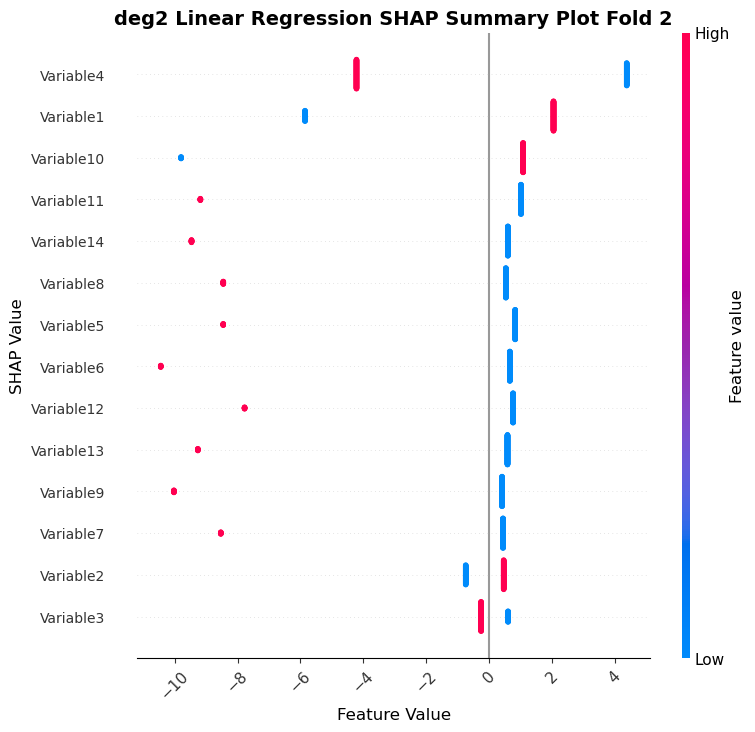 deg2 Linear Regression SHAP Summary Plot Fold 2
High
Variable4
Variable1
Variable10
Variable11
Variable14
Variable8
Variable5
Variable6
Variable12
Variable13
Variable9
Variable7
Variable2
Variable3
SHAP Value
Feature value
Low
−10
−8
−6
−4
−2
0
2
4
Feature Value